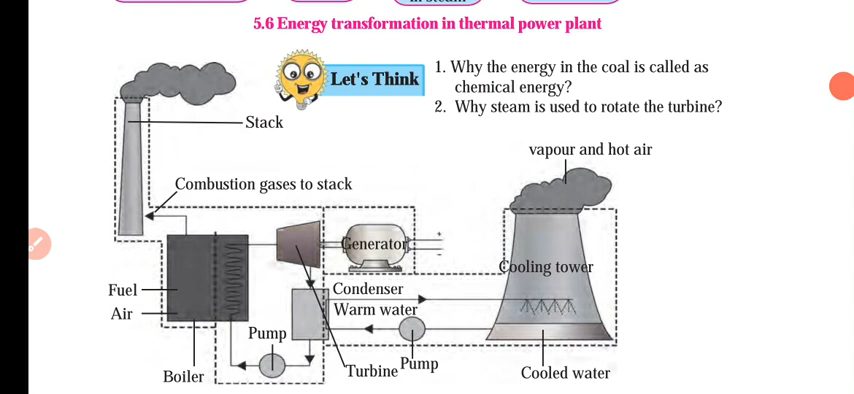 in steam
5.6 Energy transformation in thermal power plant
Let's Think
1. Why the energy in the coal is called as
chemical energy?
2. Why steam is used to rotate the turbine?
Stack
vapour and hot air
Combustion gases to stack
Generator
+
-
Cooling tower
Fuel
Condenser
Air
Warm water
Pump
Boiler
Turbine
Pump
Cooled water